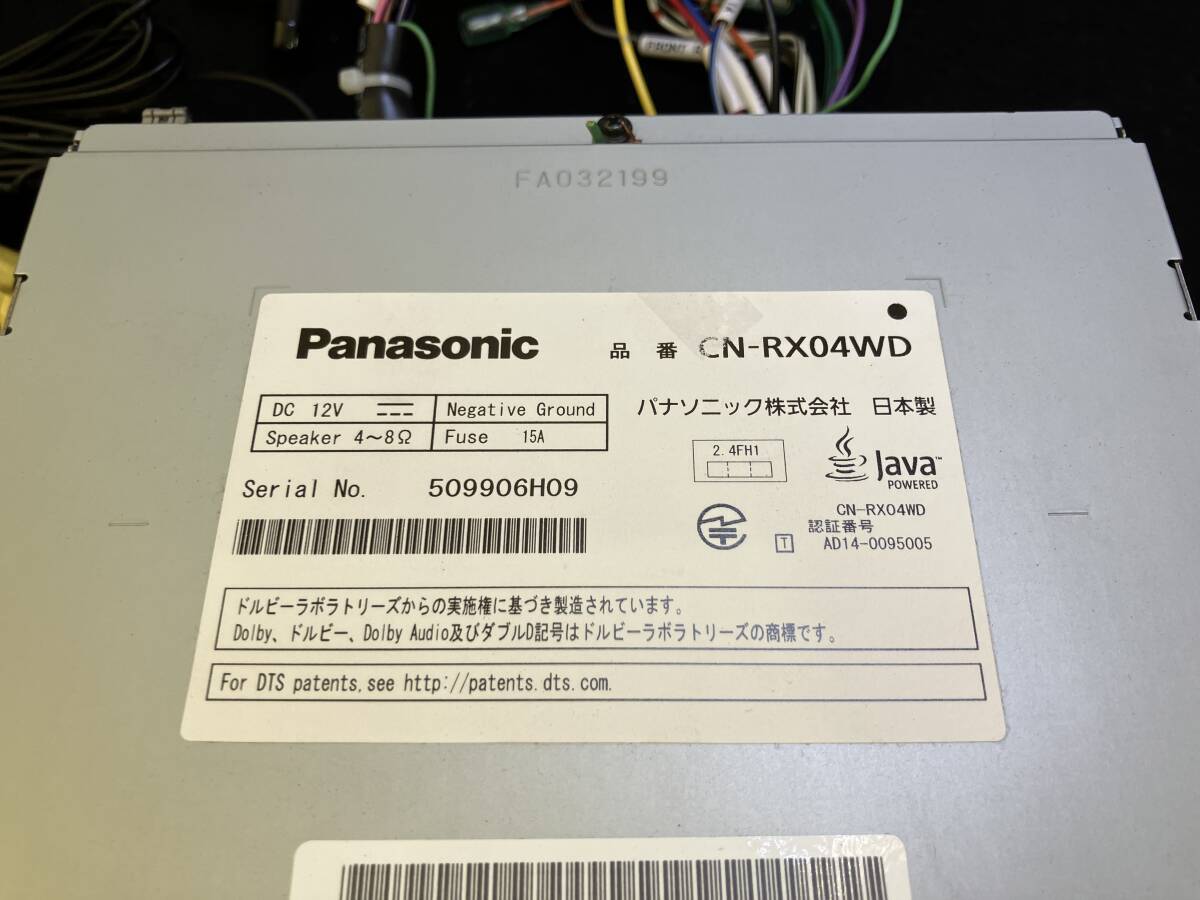 FA032199
Panasonic 品番 CN-RX04WD
DC 12V Negative Ground
Speaker 4～8Ω Fuse 15A
パナソニック株式会社 日本製
2.4FH1
Java™
POWERED
Serial No. 509906H09
CN-RX04WD
認証番号
T AD14-0095005
ドルビーラボラトリーズからの実施権に基づき製造されています。
Dolby、ドルビー、Dolby Audio及びダブルD記号はドルビーラボラトリーズの商標です。
For DTS patents, see http://patents.dts.com.